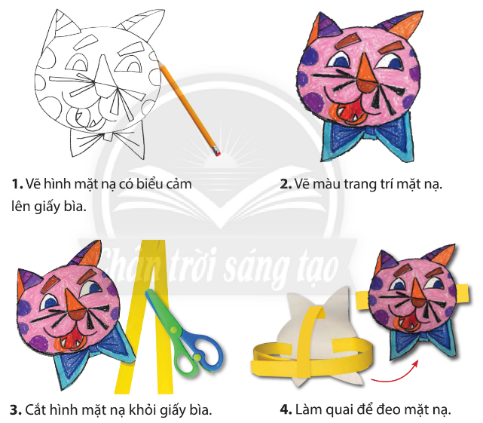 1. Vẽ hình mặt nạ có biểu cảm
lên giấy bìa.
2. Vẽ màu trang trí mặt nạ.
Chân trời sáng tạo
3. Cắt hình mặt nạ khỏi giấy bìa.
4. Làm quai để đeo mặt nạ.